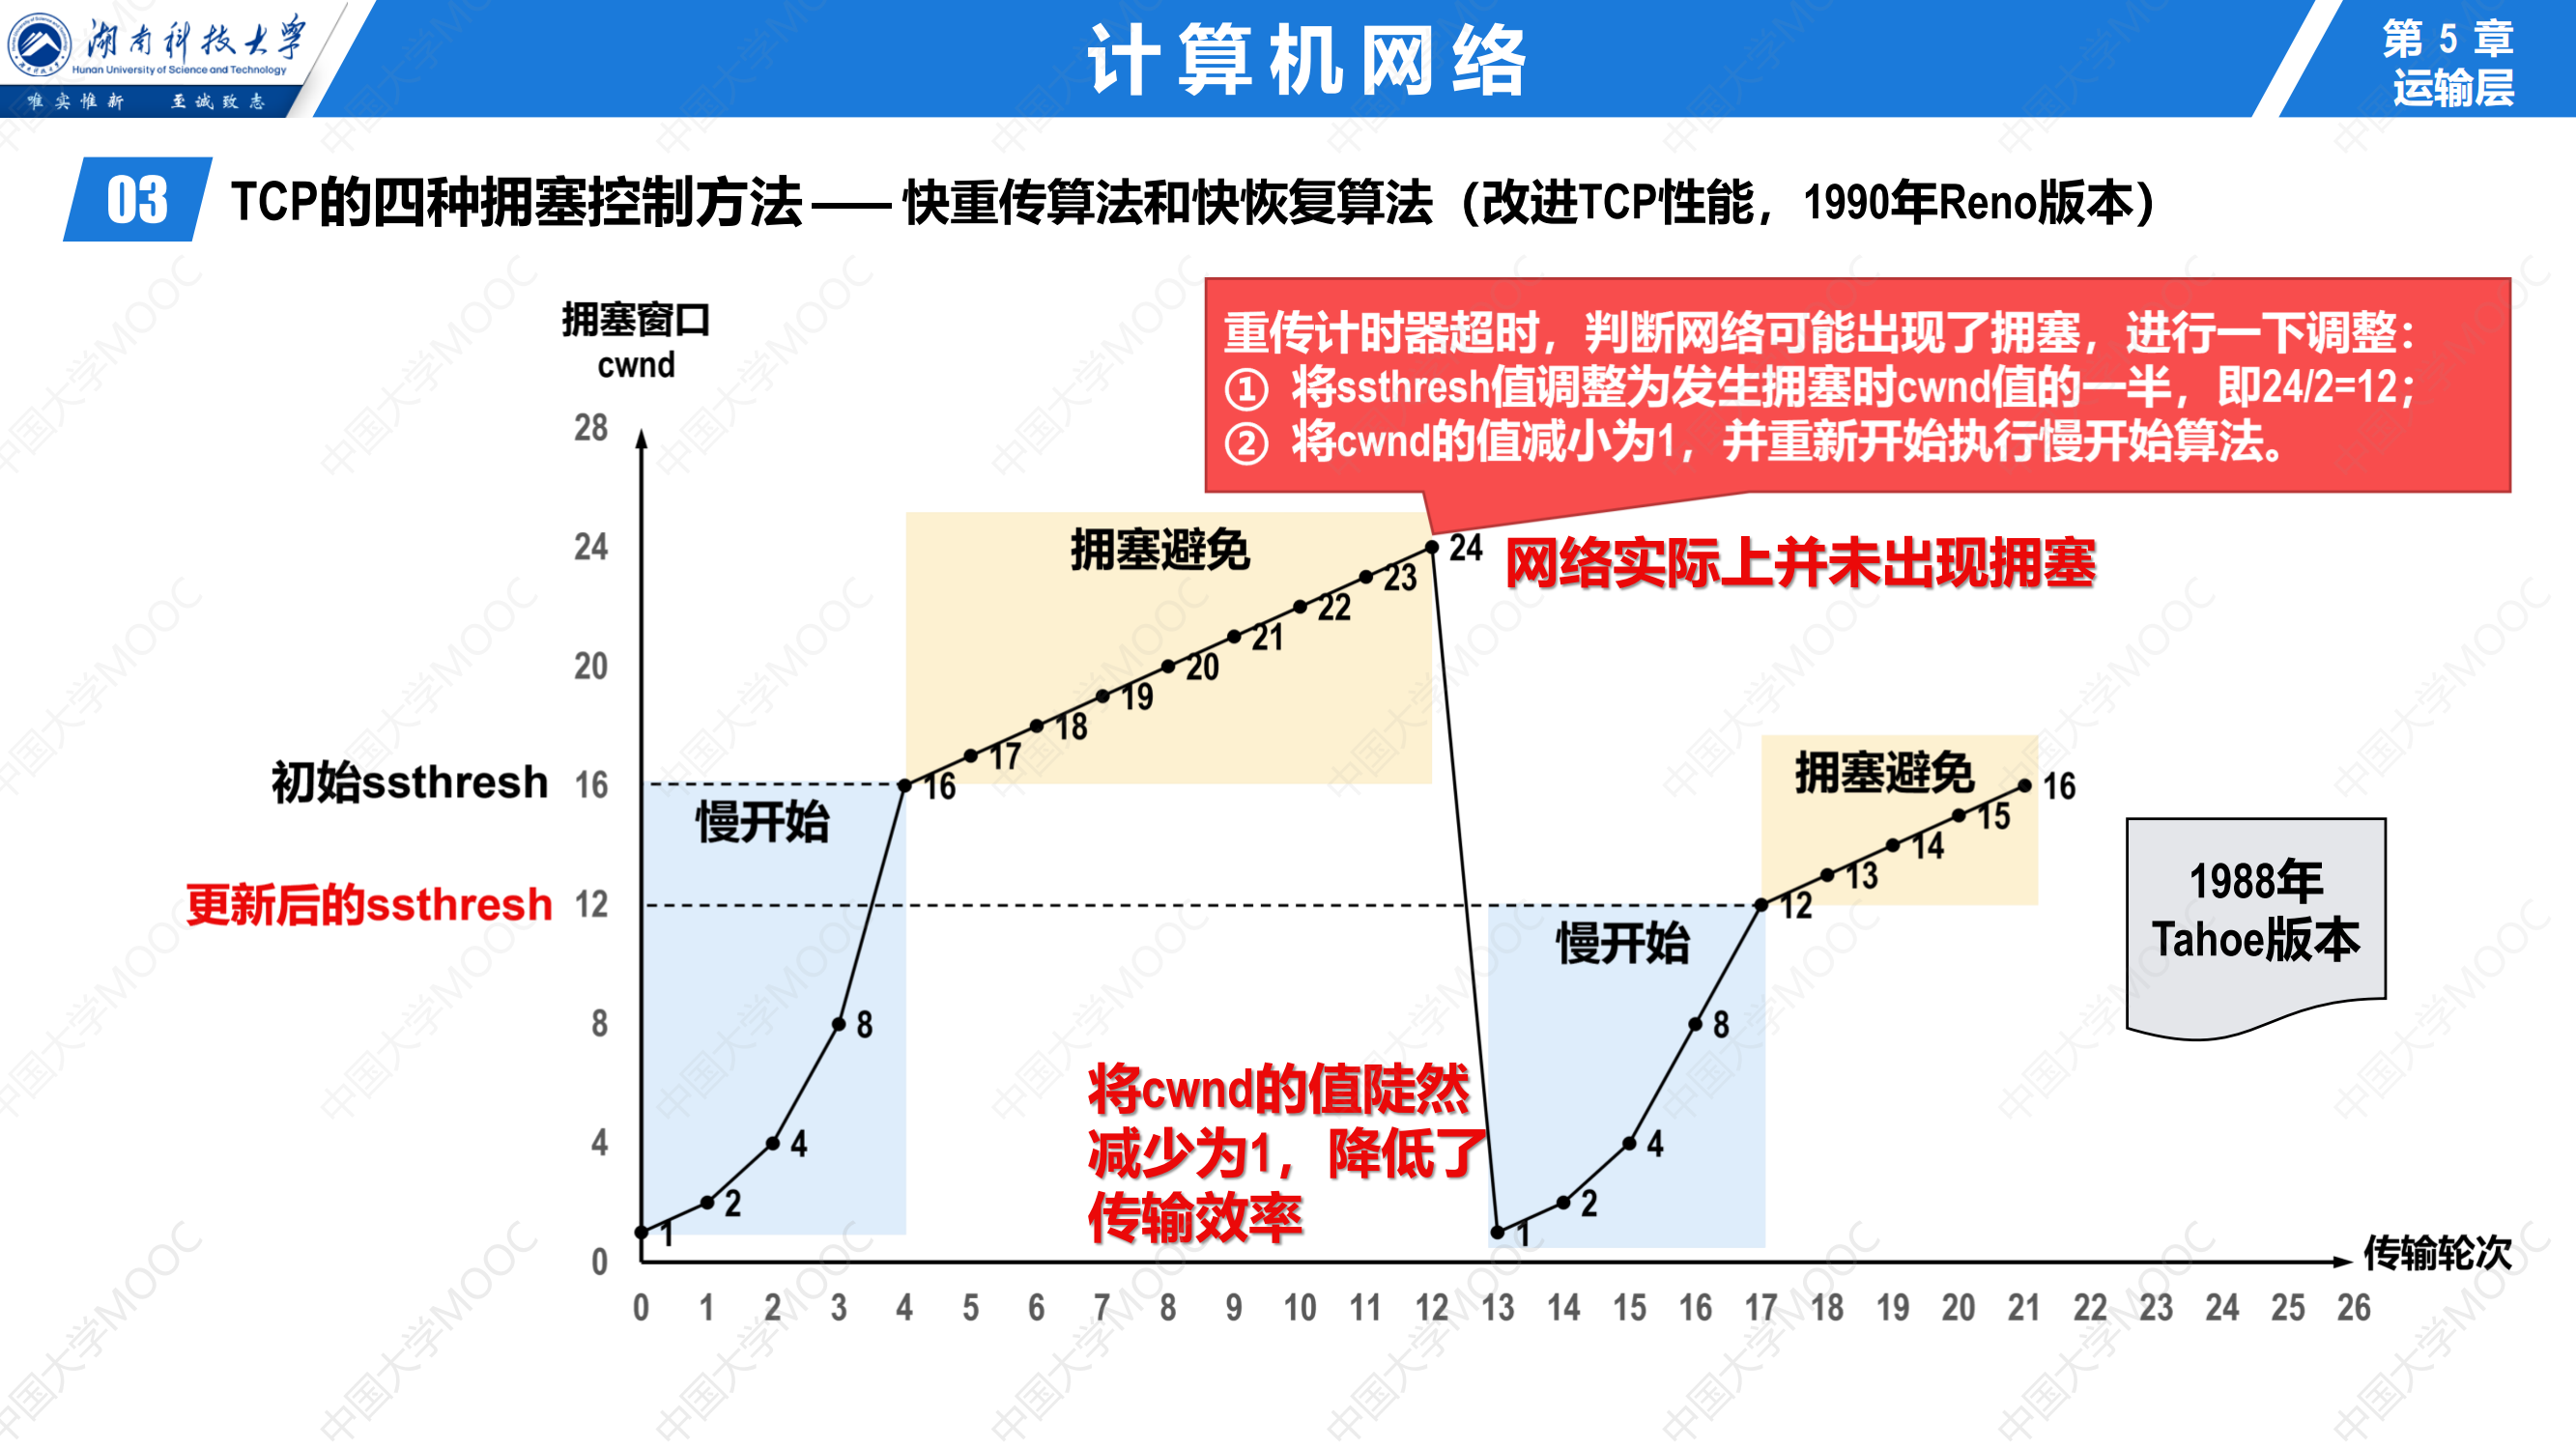 湖南科技大学
Hunan University of Science and Technology
唯实惟新 至诚致志
计算机网络
第 5 章
运输层
03
TCP的四种拥塞控制方法 —— 快重传算法和快恢复算法（改进TCP性能，1990年Reno版本）
拥塞窗口
cwnd
重传计时器超时，判断网络可能出现了拥塞，进行一下调整：
① 将ssthresh值调整为发生拥塞时cwnd值的一半，即24/2=12；
② 将cwnd的值减小为1，并重新开始执行慢开始算法。
28
24
20
初始ssthresh 16
更新后的ssthresh 12
8
4
0
拥塞避免
24
网络实际上并未出现拥塞
23
22
21
20
19
18
17
16
慢开始
8
4
2
1
拥塞避免
16
15
14
13
12
慢开始
8
4
2
1
1988年
Tahoe版本
将cwnd的值陡然
减少为1，降低了
传输效率
传输轮次
0 1 2 3 4 5 6 7 8 9 10 11 12 13 14 15 16 17 18 19 20 21 22 23 24 25 26
中国大学MOOC